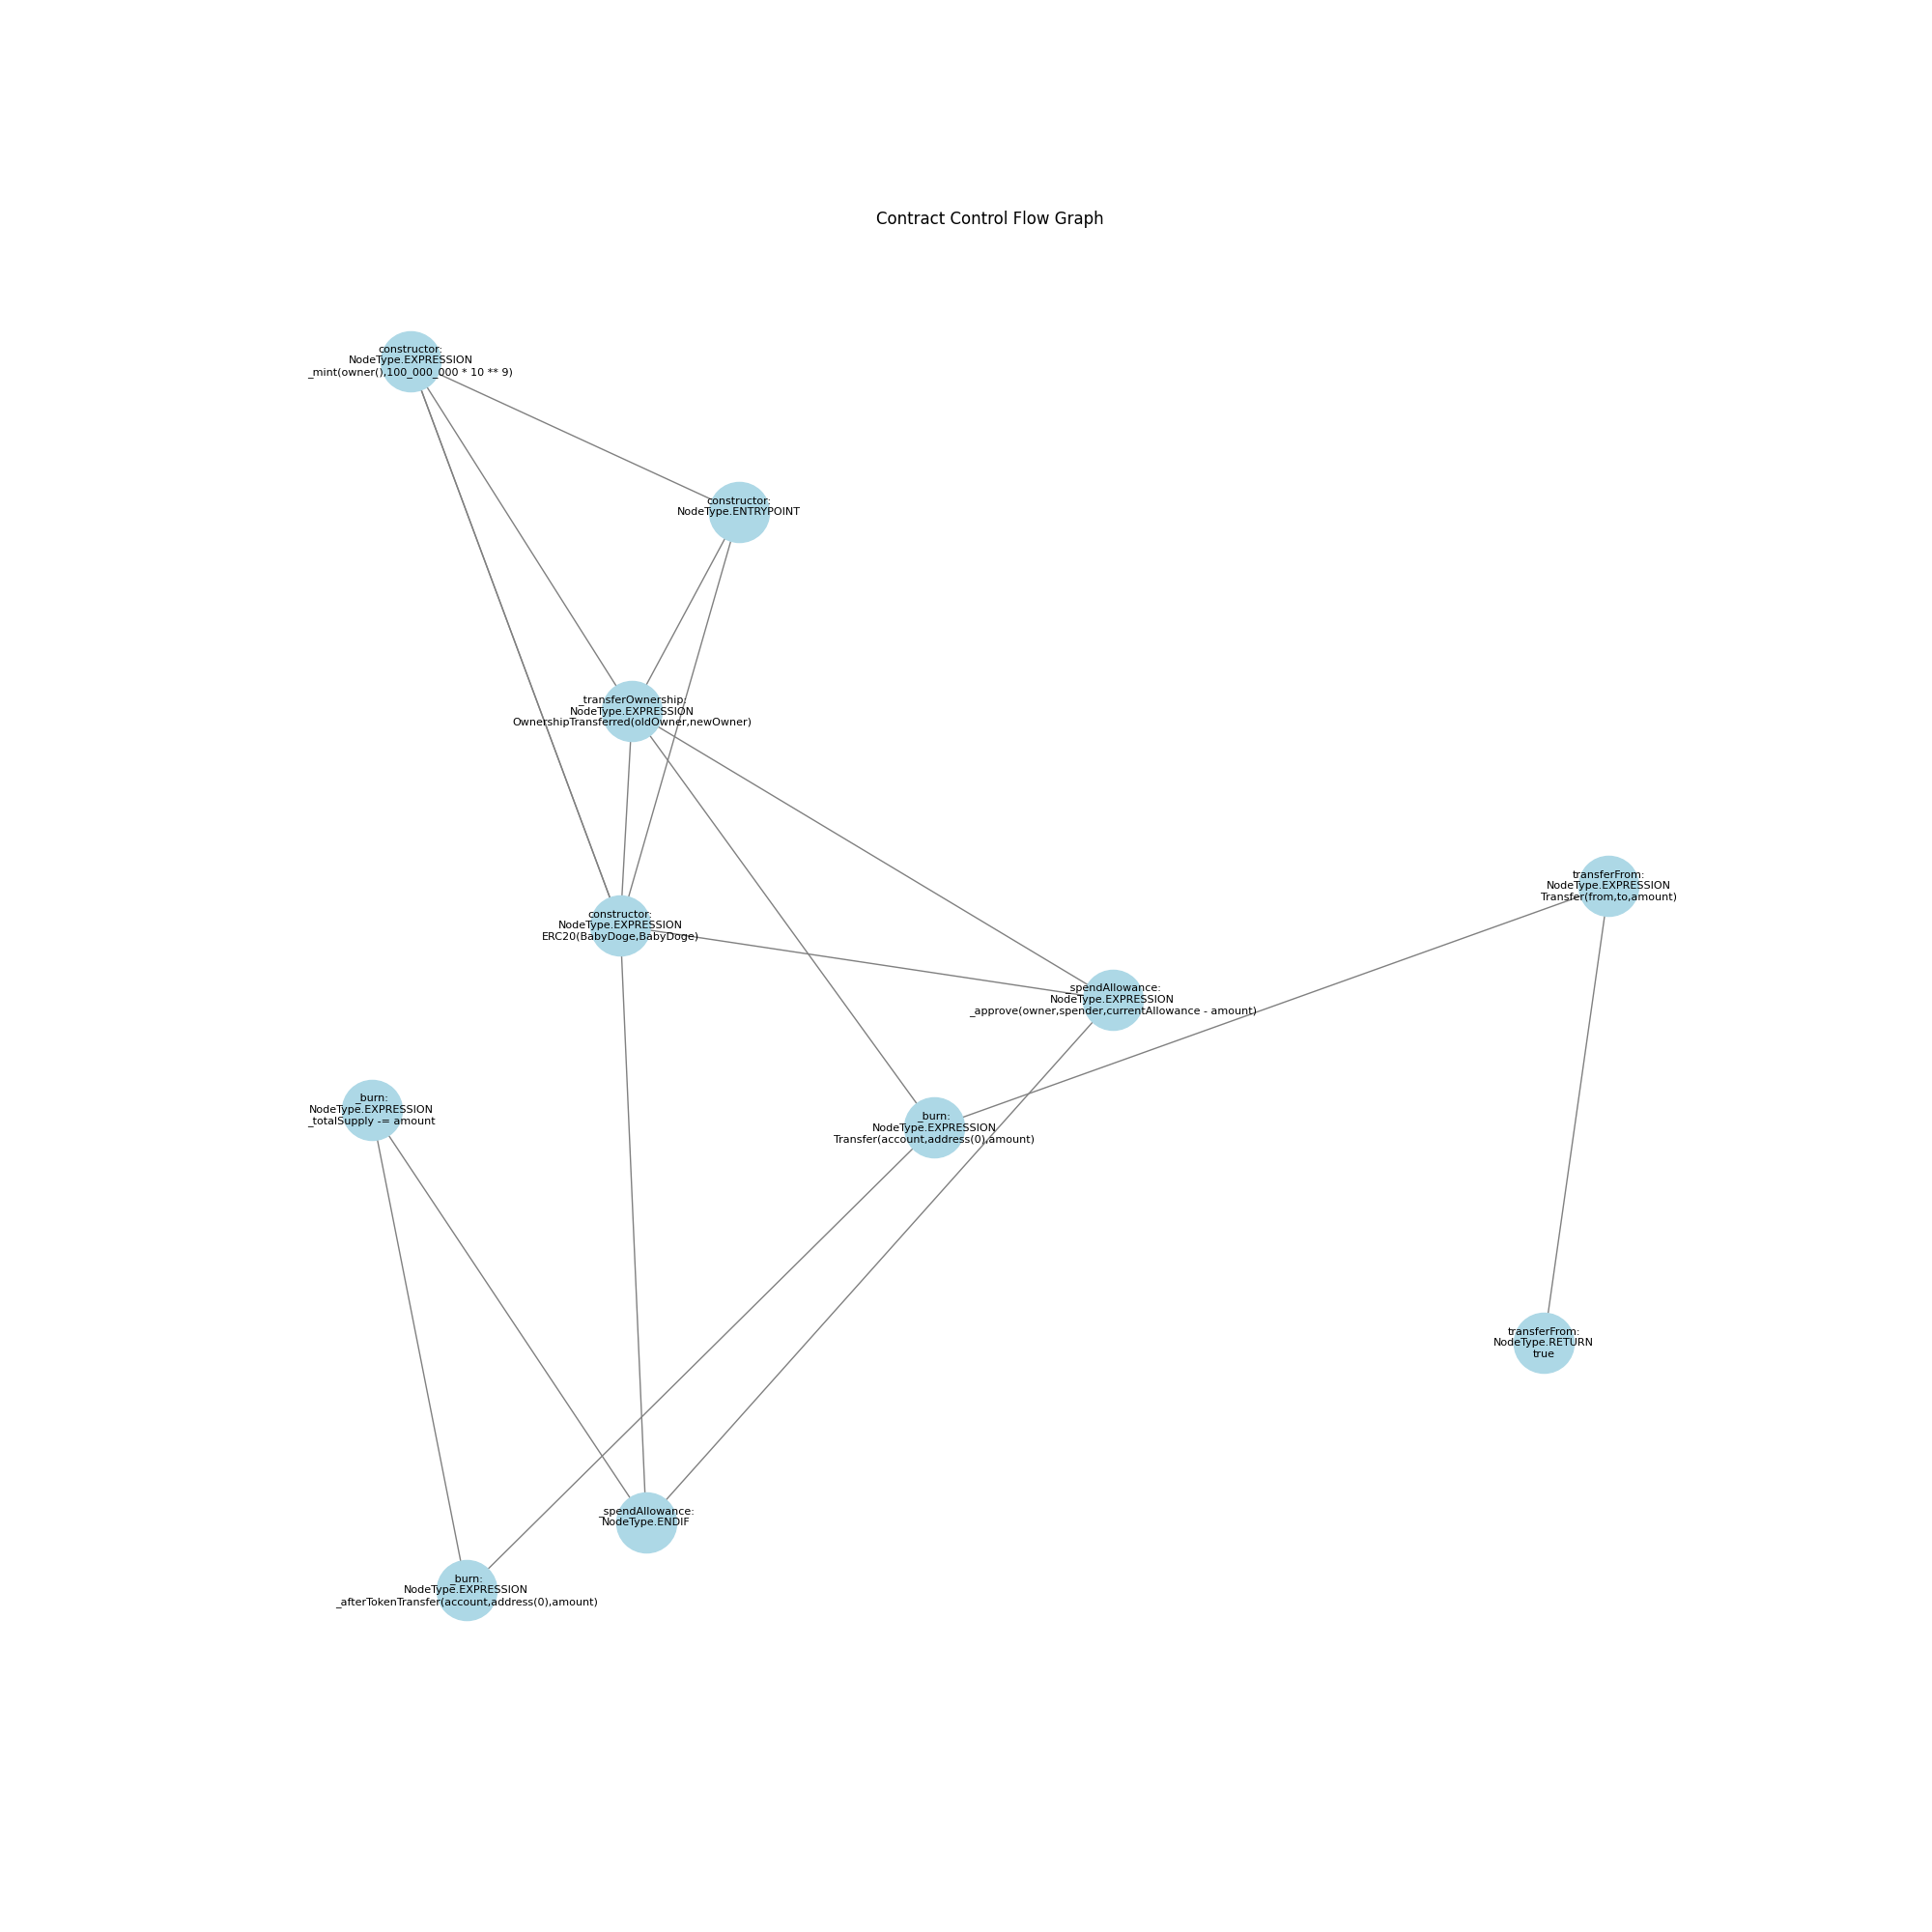 Contract Control Flow Graph
constructor:
NodeType.EXPRESSION
_mint(owner(),100_000_000 * 10 ** 9)
constructor:
NodeType.ENTRYPOINT
_transferOwnership:
NodeType.EXPRESSION
OwnershipTransferred(oldOwner,newOwner)
transferFrom:
NodeType.EXPRESSION
Transfer(from,to,amount)
constructor:
NodeType.EXPRESSION
ERC20(BabyDoge,BabyDoge)
_spendAllowance:
NodeType.EXPRESSION
_approve(owner,spender,currentAllowance - amount)
_burn:
NodeType.EXPRESSION
_totalSupply -= amount
_burn:
NodeType.EXPRESSION
Transfer(account,address(0),amount)
transferFrom:
NodeType.RETURN
true
_spendAllowance:
NodeType.ENDIF
_burn:
NodeType.EXPRESSION
_afterTokenTransfer(account,address(0),amount)